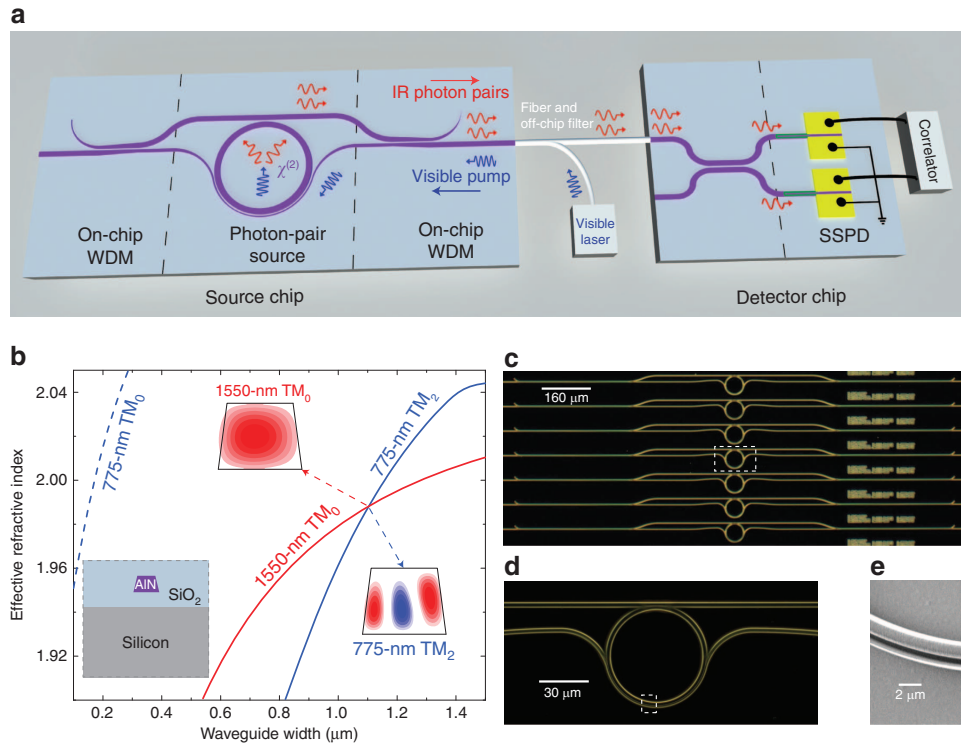 a
IR photon pairs
Fiber and
off-chip filter
χ(2)
Visible pump
Correlator
On-chip
WDM
Photon-pair
source
On-chip
WDM
Visible
laser
SSPD
Source chip
Detector chip
b
Effective refractive index
2.04
2.00
1.96
1.92
775-nm TM0
1550-nm TM0
775-nm TM2
1550-nm TM0
AlN
SiO2
Silicon
775-nm TM2
0.2 0.4 0.6 0.8 1.0 1.2 1.4
Waveguide width (μm)
c
160 μm
d
30 μm
e
2 μm